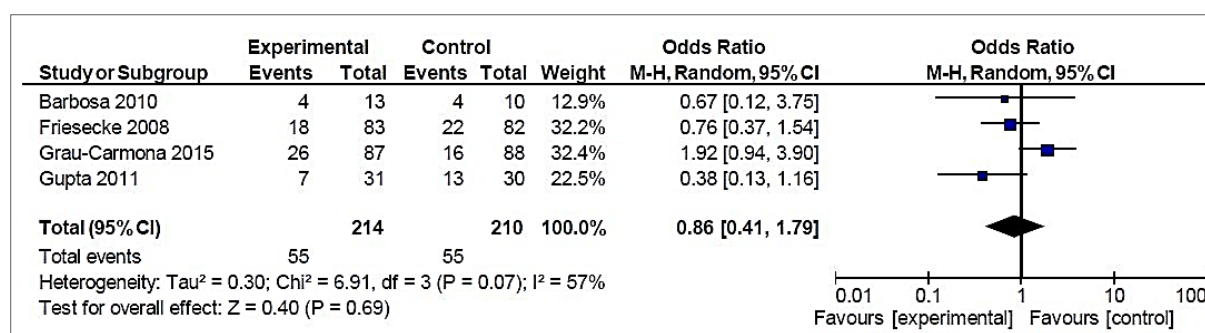 Experimental Control Odds Ratio Odds Ratio
Study or Subgroup Events Total Events Total Weight M-H, Random, 95% CI M-H, Random, 95% CI
Barbosa 2010 4 13 4 10 12.9% 0.67 [0.12, 3.75]
Friesecke 2008 18 83 22 82 32.2% 0.76 [0.37, 1.54]
Grau-Carmona 2015 26 87 16 88 32.4% 1.92 [0.94, 3.90]
Gupta 2011 7 31 13 30 22.5% 0.38 [0.13, 1.16]
Total (95% CI) 214 210 100.0% 0.86 [0.41, 1.79]
Total events 55 55
Heterogeneity: Tau² = 0.30; Chi² = 6.91, df = 3 (P = 0.07); I² = 57%
Test for overall effect: Z = 0.40 (P = 0.69)
0.01 0.1 1 10 100
Favours [experimental] Favours [control]